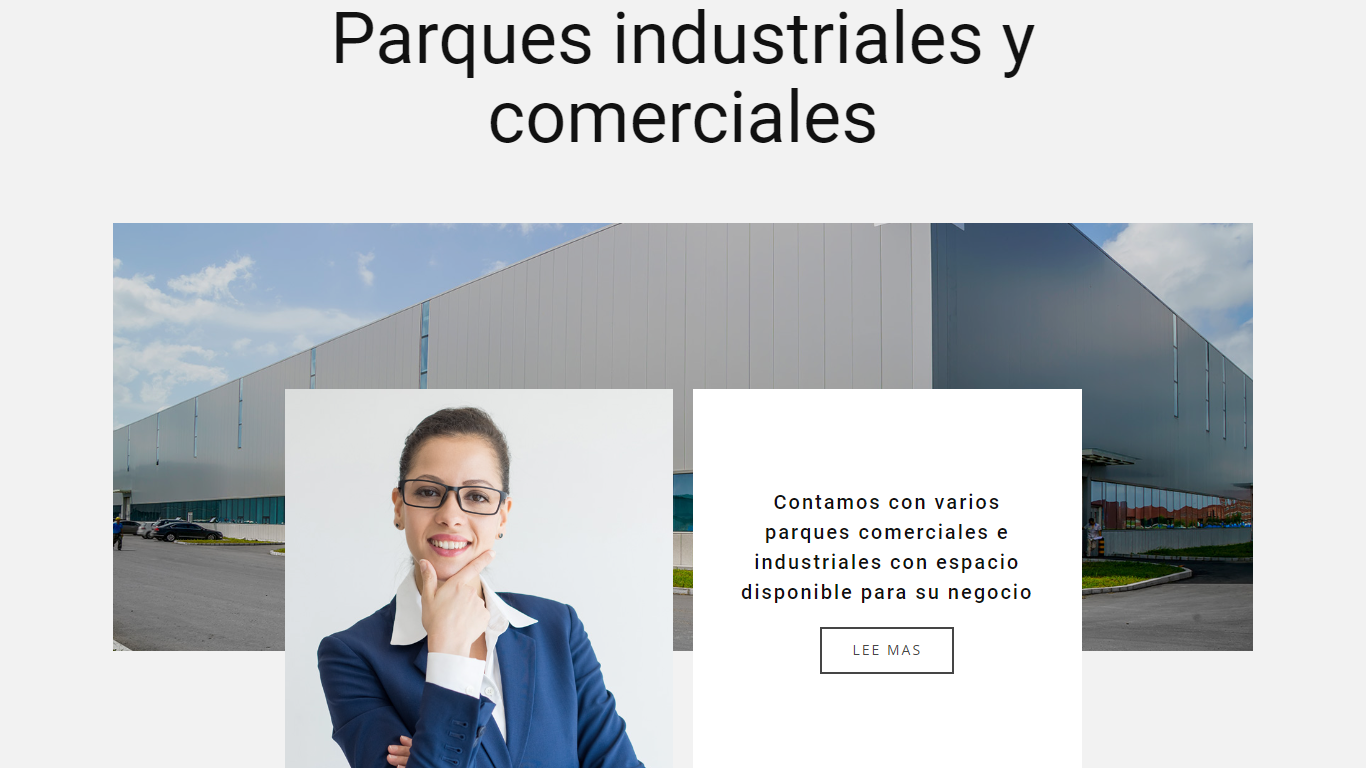 Parques industriales y
comerciales
Contamos con varios
parques comerciales e
industriales con espacio
disponible para su negocio
LEE MAS